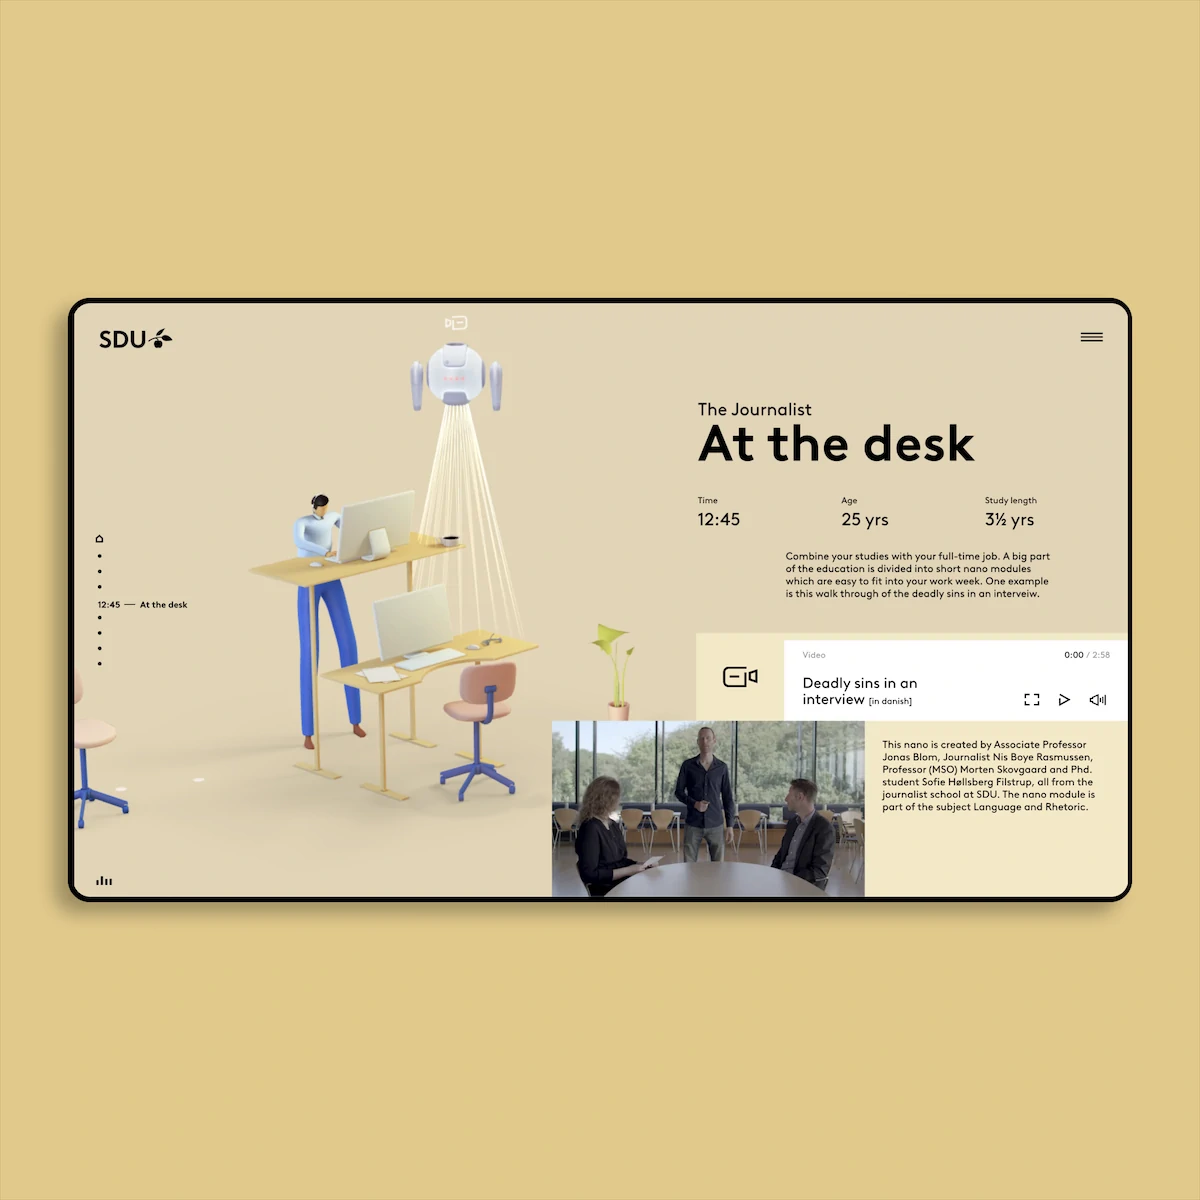 SDU
The Journalist
At the desk
Time
12:45
Age
25 yrs
Study length
3½ yrs
Combine your studies with your full-time job. A big part
of the education is divided into short nano modules
which are easy to fit into your work week. One example
is this walk through of the deadly sins in an interveiw.
12:45 — At the desk
Video
0:00 / 2:58
Deadly sins in an
interview [in danish]
This nano is created by Associate Professor
Jonas Blom, Journalist Nis Boye Rasmussen,
Professor (MSO) Morten Skovgaard and Phd.
student Sofie Høllsberg Filstrup, all from the
journalist school at SDU. The nano module is
part of the subject Language and Rhetoric.